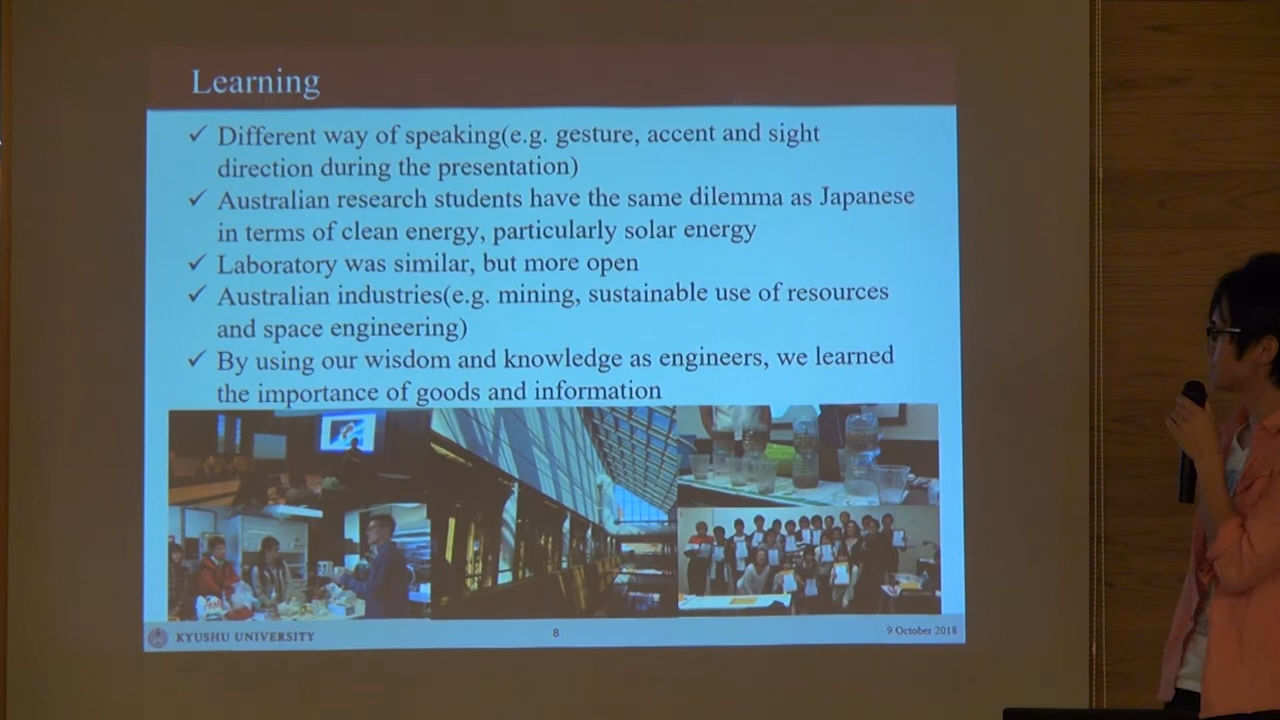 Learning
✓ Different way of speaking(e.g. gesture, accent and sight
direction during the presentation)
✓ Australian research students have the same dilemma as Japanese
in terms of clean energy, particularly solar energy
✓ Laboratory was similar, but more open
✓ Australian industries(e.g. mining, sustainable use of resources
and space engineering)
✓ By using our wisdom and knowledge as engineers, we learned
the importance of goods and information
KYUSHU UNIVERSITY
8
9 October 2018